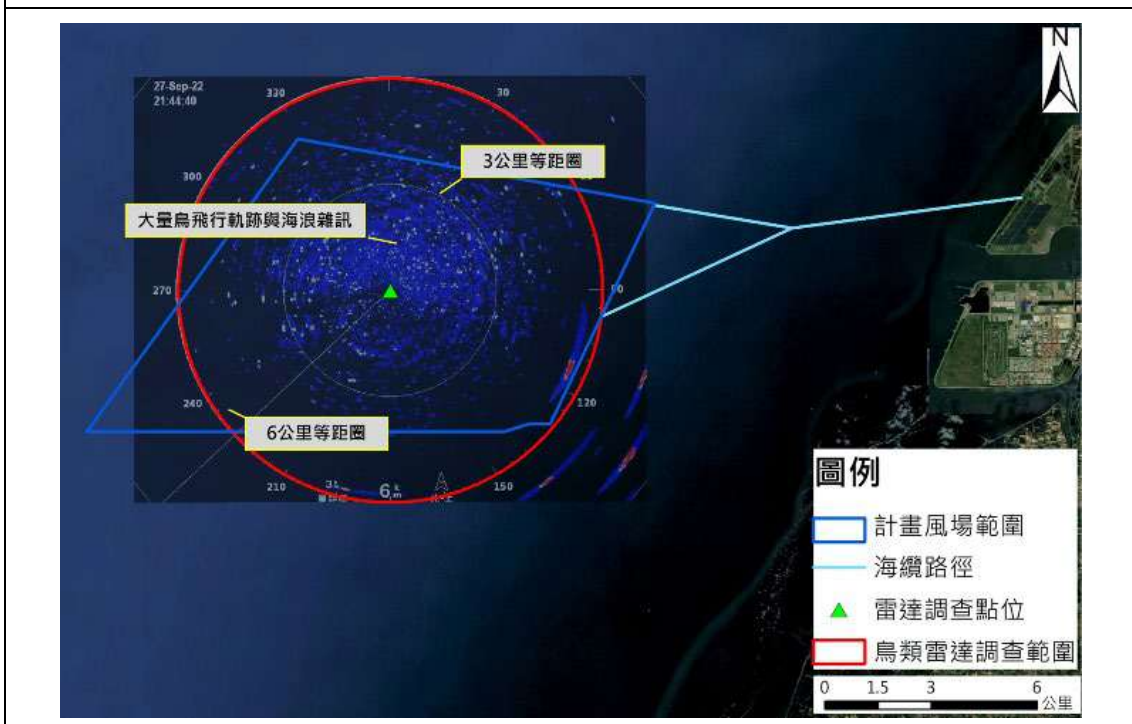 N
27-Sep-22
21:44:40
330
30
3公里等距圈
300
大量鳥飛行軌跡與海浪雜訊
270
90
240
120
6公里等距圈
210
6 km
150
圖例
計畫風場範圍
海纜路徑
雷達調查點位
鳥類雷達調查範圍
0 1.5 3 6
公里